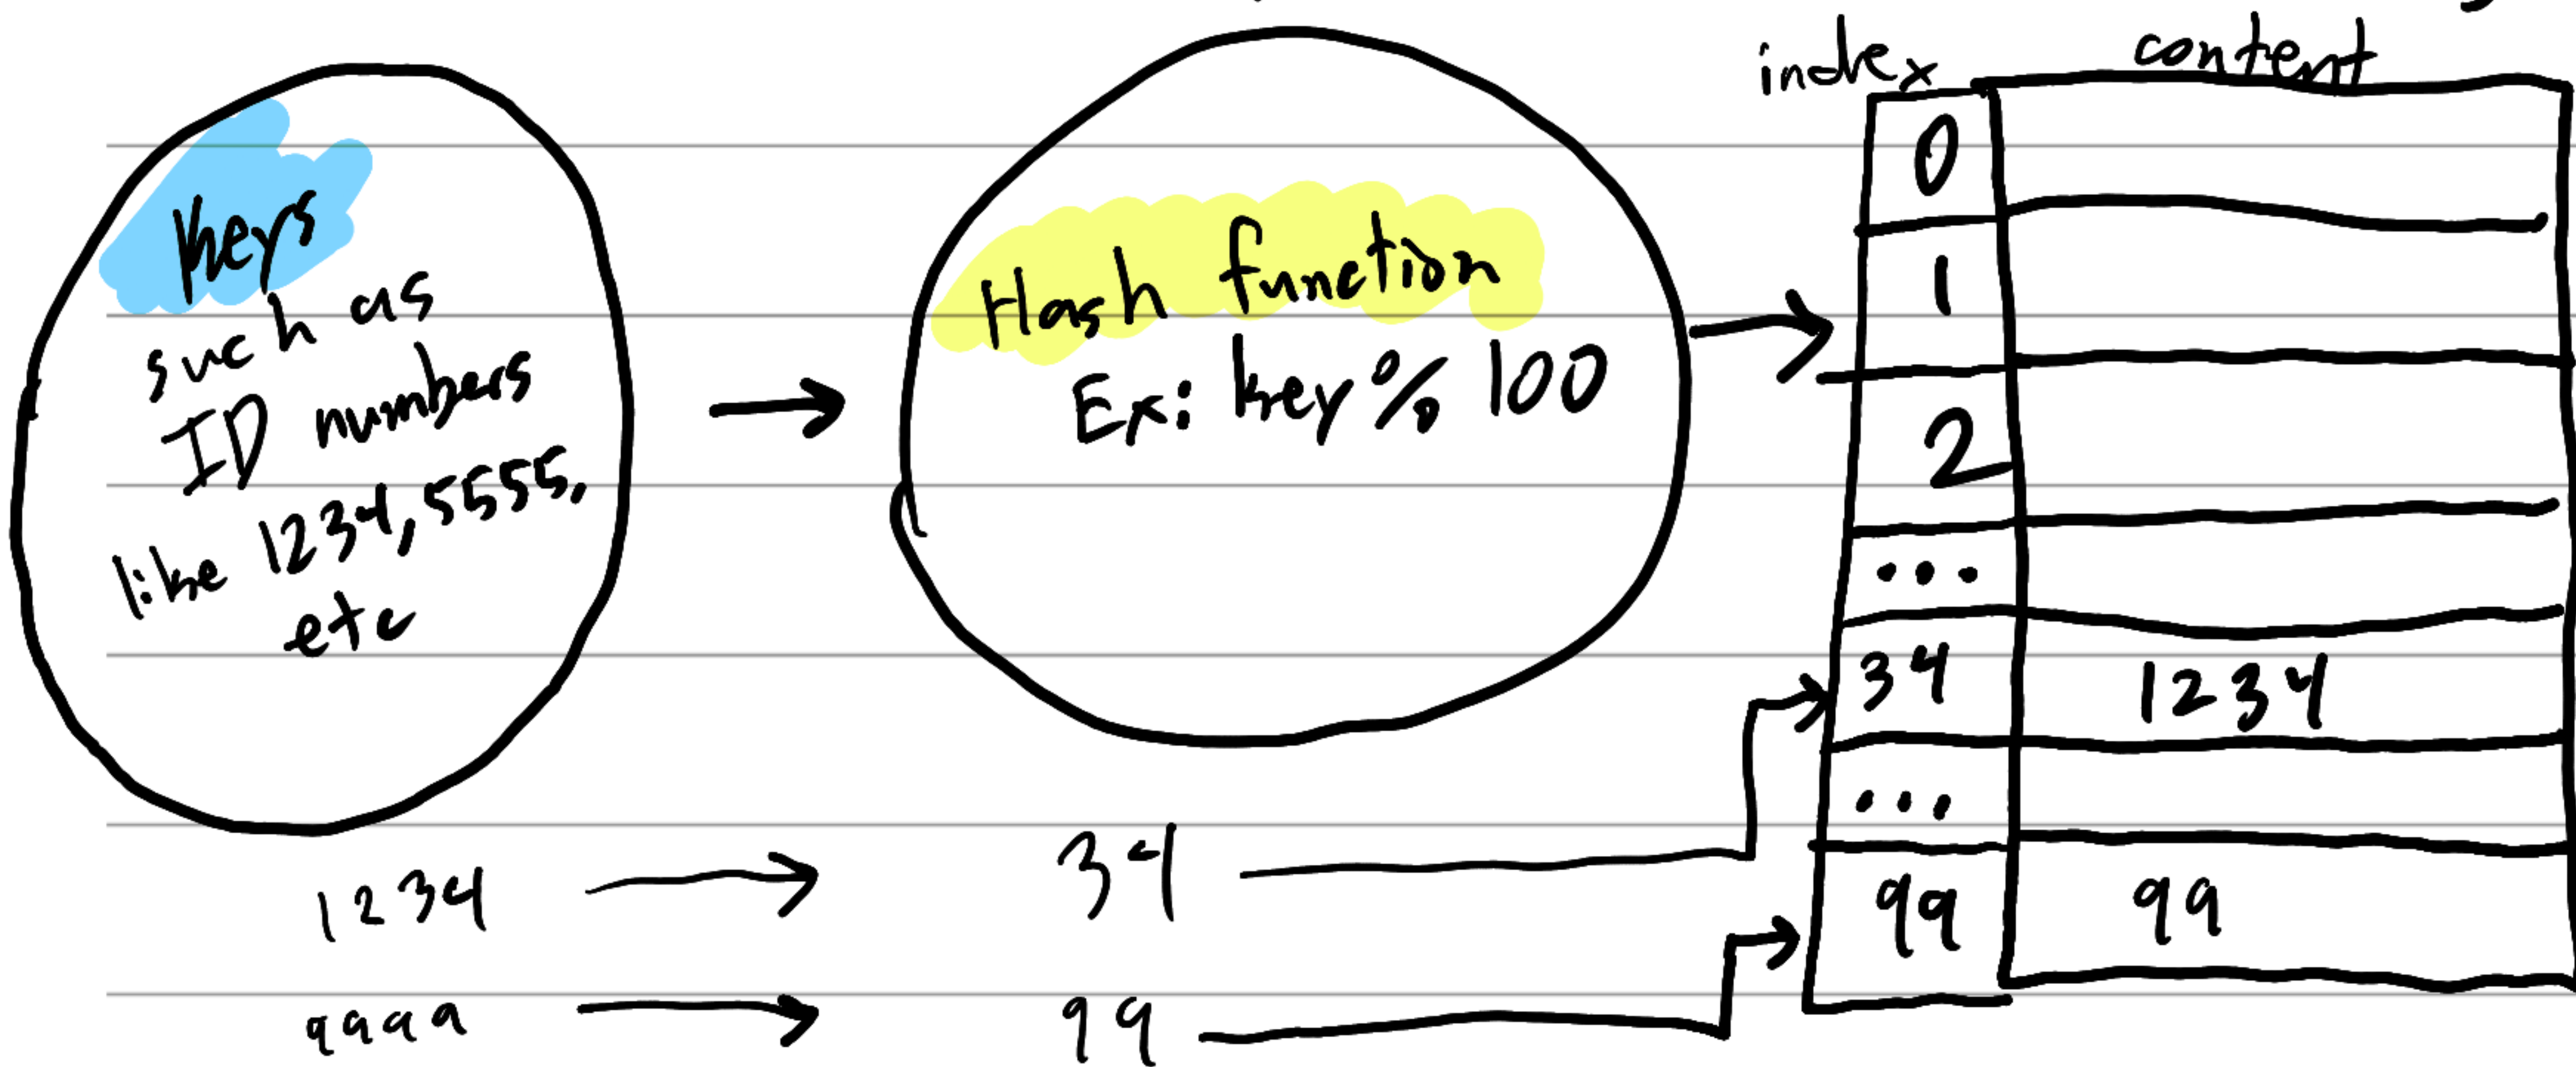 keys
such as
ID numbers
like 1234, 5555,
etc
Hash function
Ex: key % 100
index content
0
1
2
...
34 1234
...
99 99
1234 34
9999 99